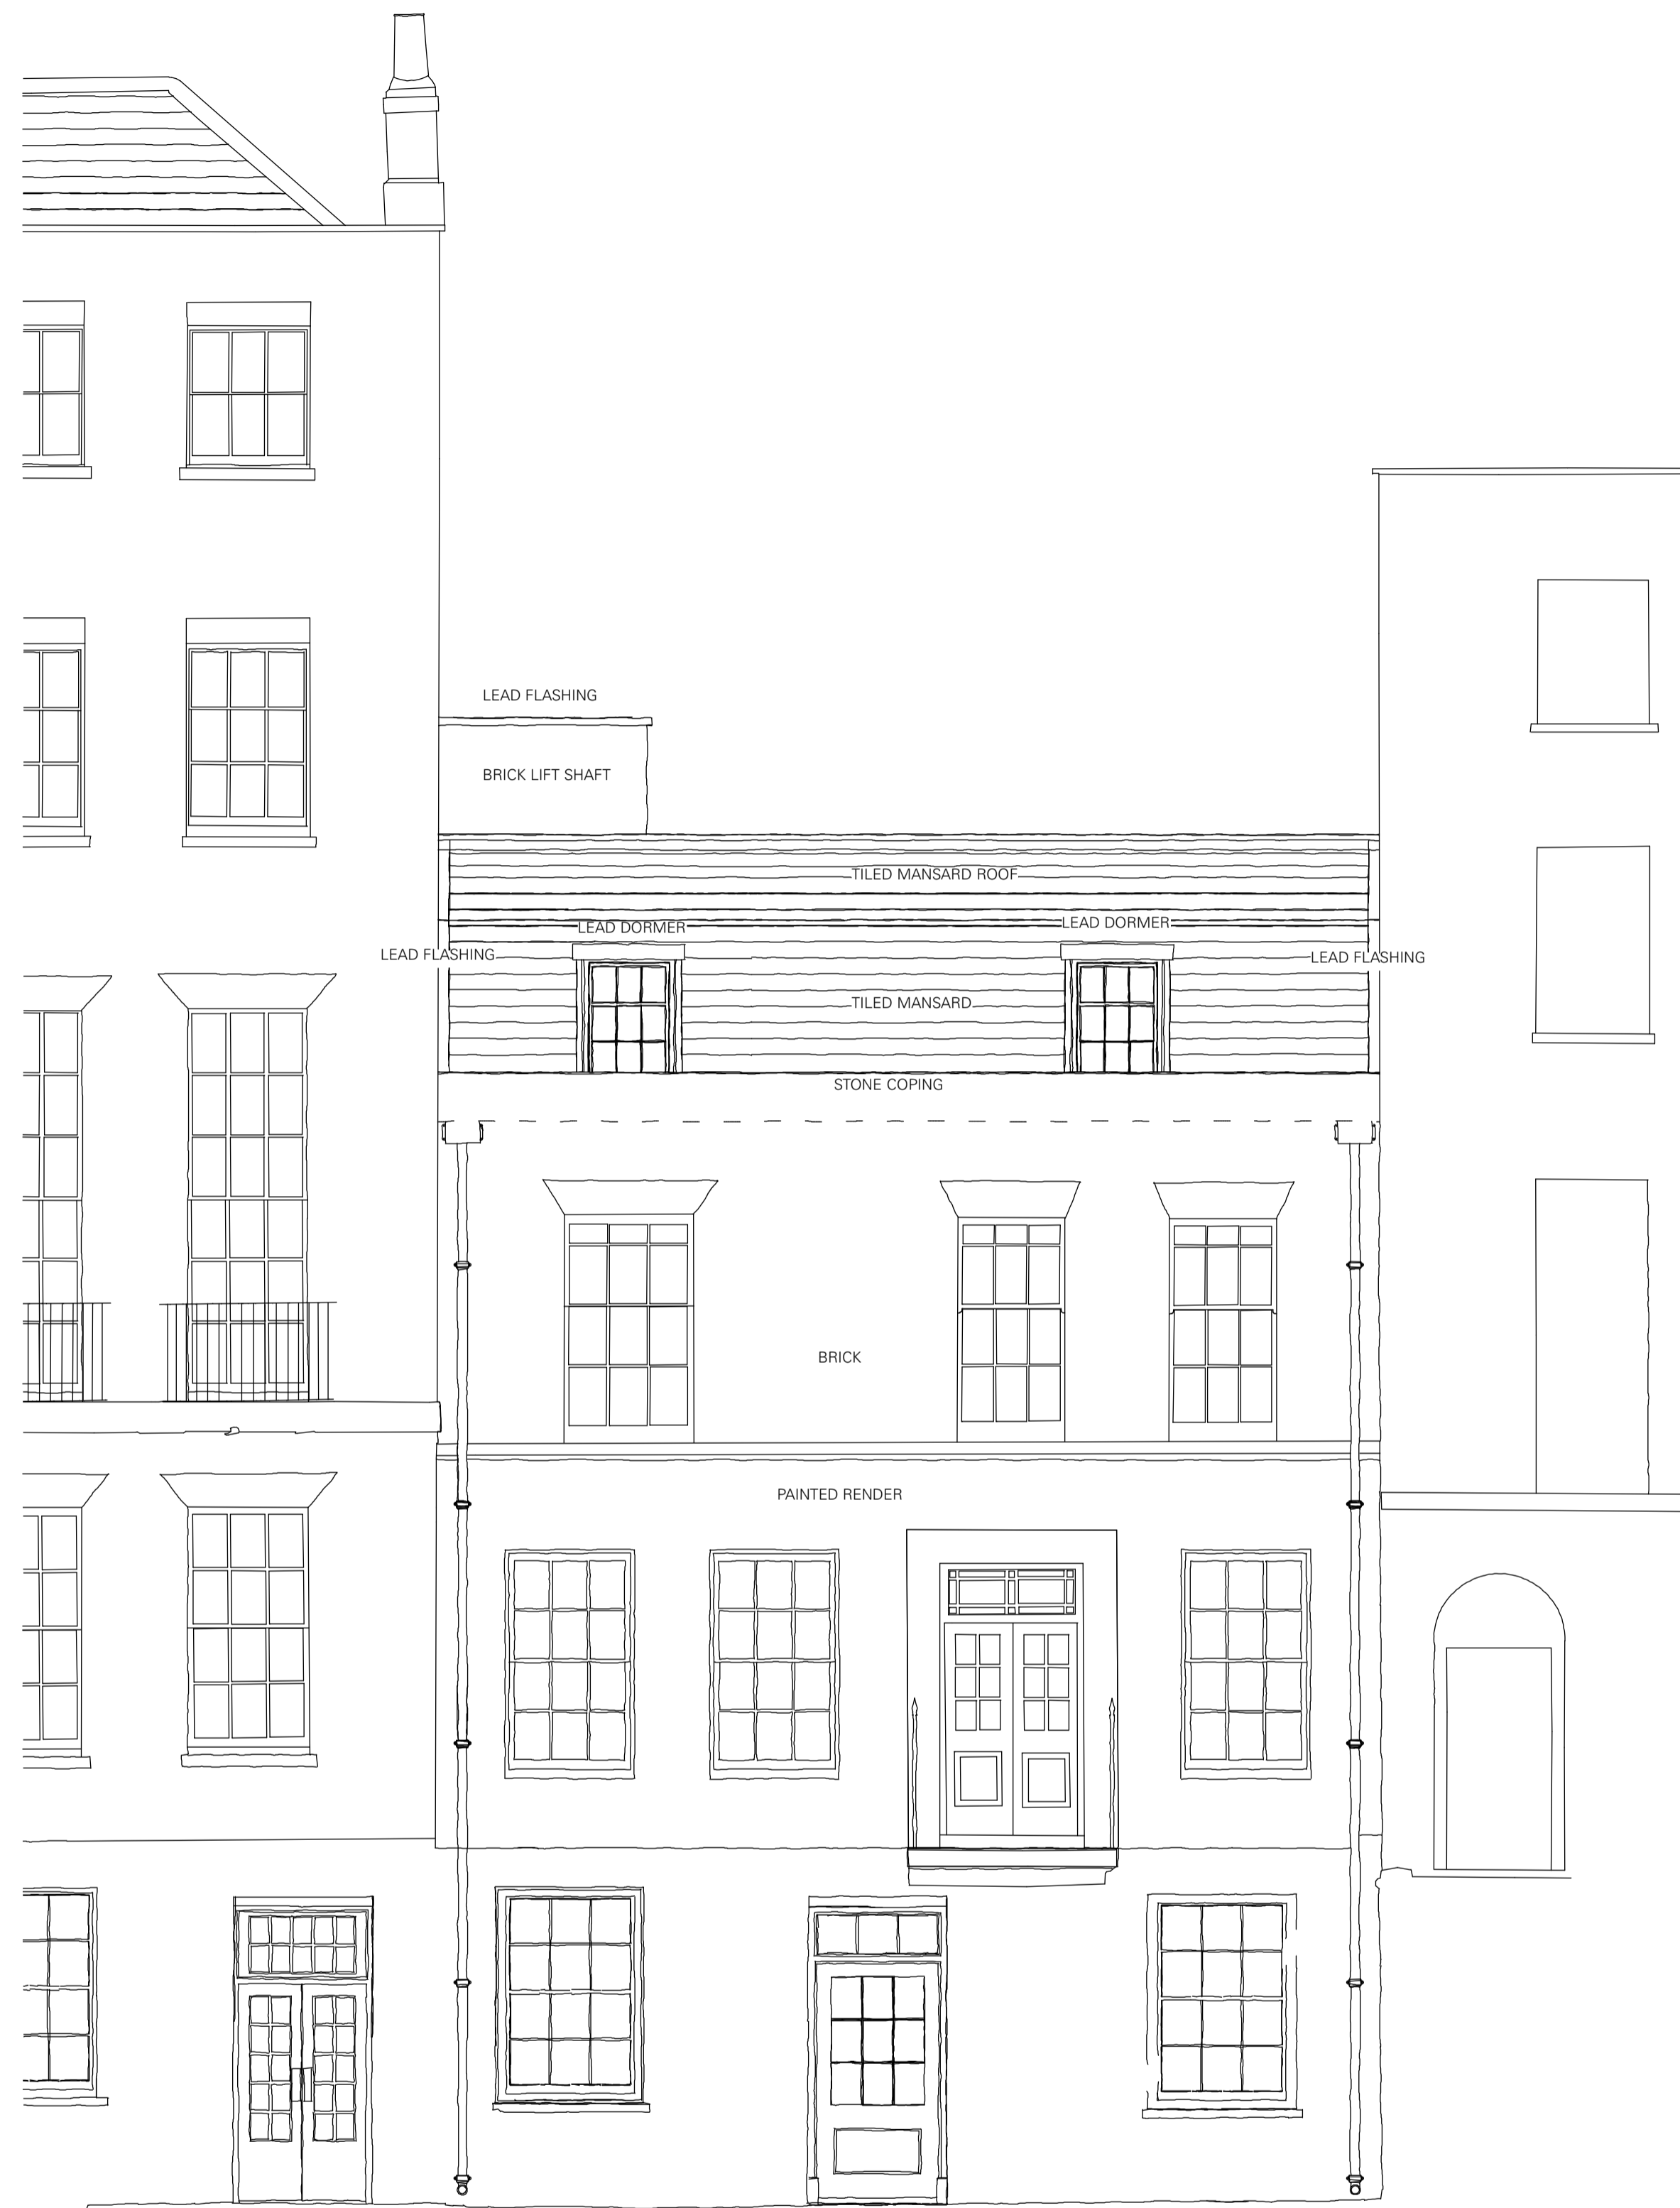 LEAD FLASHING
BRICK LIFT SHAFT
TILED MANSARD ROOF
LEAD DORMER
LEAD DORMER
LEAD FLASHING
LEAD FLASHING
TILED MANSARD
STONE COPING
BRICK
PAINTED RENDER